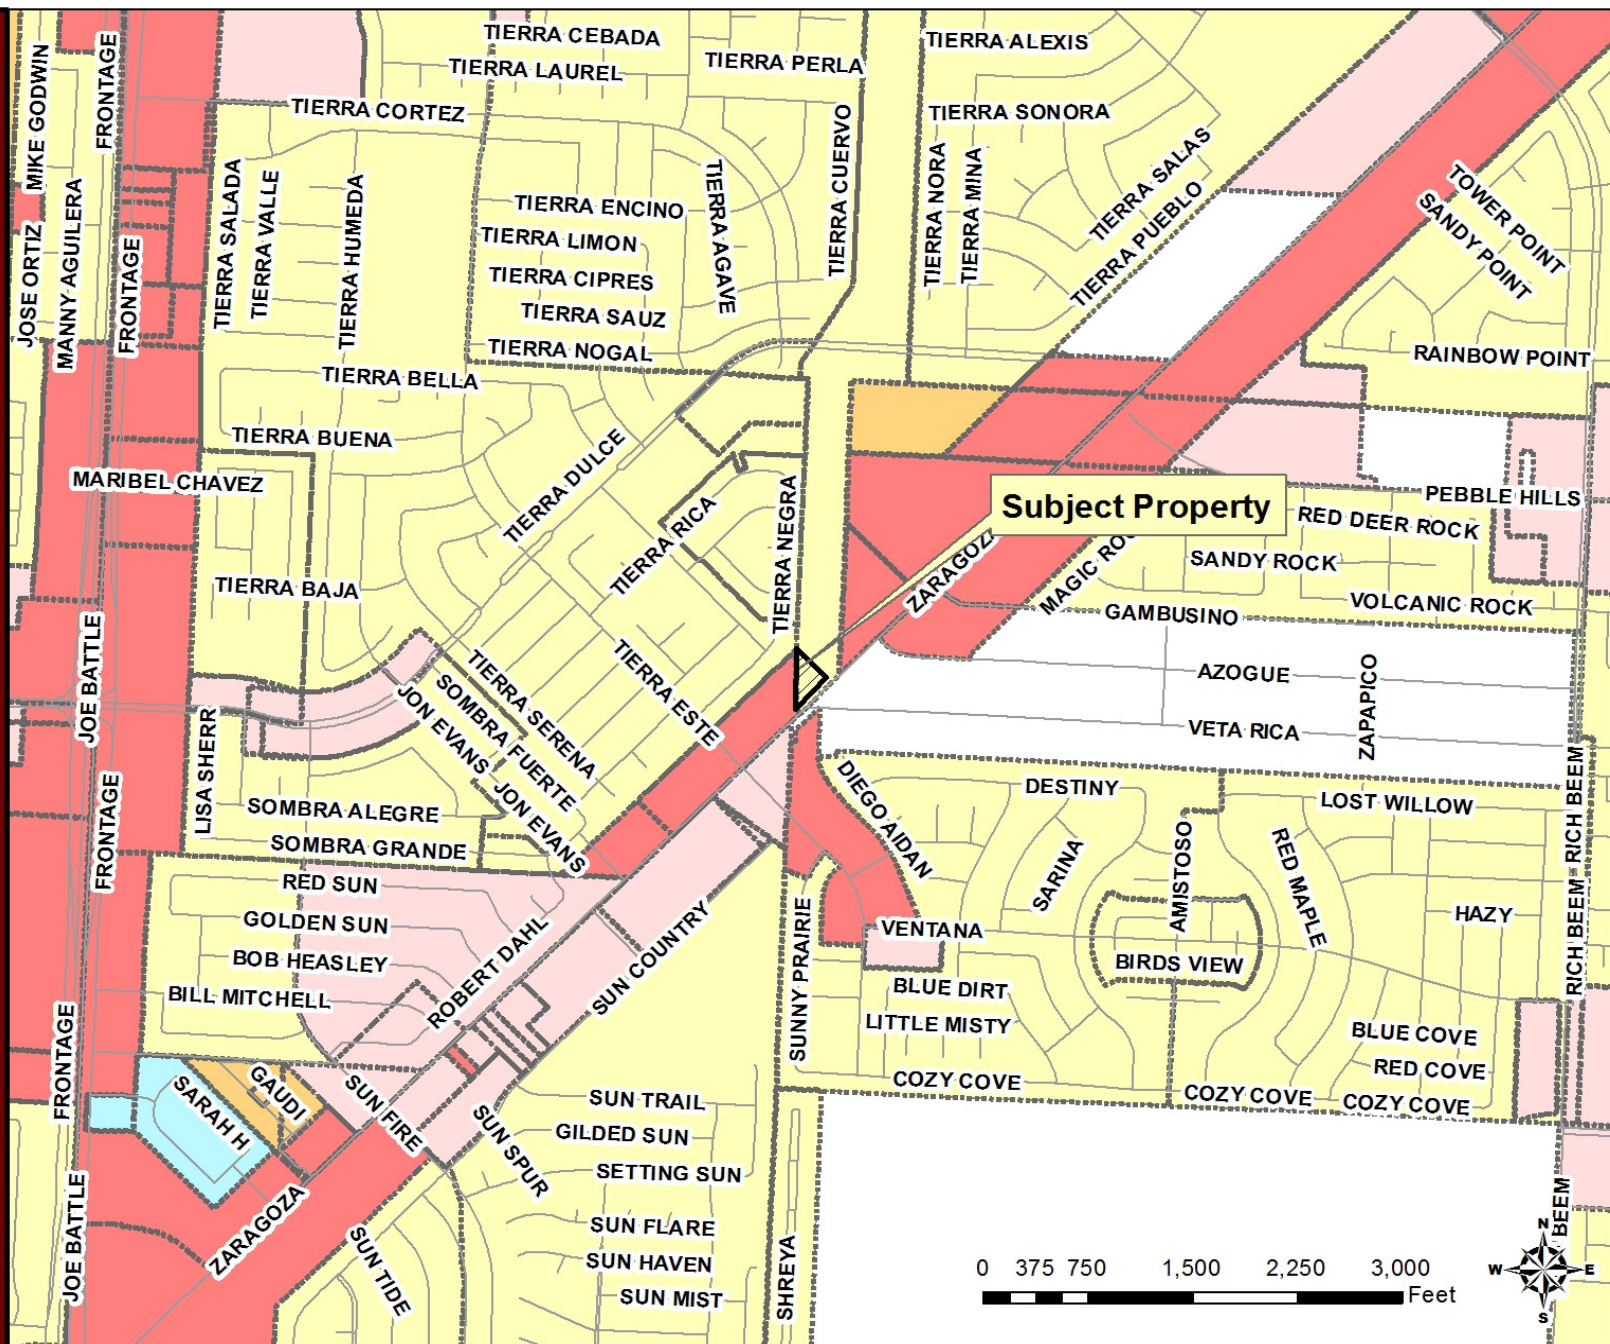 TIERRA CEBADA
TIERRA ALEXIS
TIERRA LAUREL
TIERRA PERLA
MIKE GODWIN
FRONTAGE
TIERRA CORTEZ
TIERRA SONORA
TIERRA CUERVO
TIERRA SALAS
TIERRA NORA
TIERRA MINA
TIERRA PUEBLO
TOWER POINT
SANDY POINT
JOSE ORTIZ
MANNY AGUILERA
FRONTAGE
TIERRA SALADA
TIERRA VALLE
TIERRA HUMEDA
TIERRA ENCINO
TIERRA AGAVE
TIERRA LIMON
TIERRA CIPRES
TIERRA SAUZ
TIERRA NOGAL
RAINBOW POINT
TIERRA BELLA
TIERRA BUENA
TIERRA DULCE
MARIBEL CHAVEZ
TIERRA NEGRA
Subject Property
PEBBLE HILLS
RED DEER ROCK
TIERRA RICA
ZARAGOZA
MAGIC ROCK
SANDY ROCK
TIERRA BAJA
GAMBUSINO
VOLCANIC ROCK
JOE BATTLE
TIERRA ESTE
TIERRA SERENA
SOMBRA FUERTE
JON EVANS
AZOGUE
ZAPAPICO
VETA RICA
LISA SHERR
FRONTAGE
JON EVANS
DIEGO AIDAN
DESTINY
LOST WILLOW
RICH BEEM
SOMBRA ALEGRE
SOMBRA GRANDE
SARINA
AMISTOSO
RED MAPLE
RED SUN
GOLDEN SUN
HAZY
VENTANA
ROBERT DAHL
SUN COUNTRY
SUNNY PRAIRIE
BOB HEASLEY
BIRDS VIEW
RICH BEEM
BILL MITCHELL
BLUE DIRT
LITTLE MISTY
BLUE COVE
FRONTAGE
RED COVE
GAUDI
SARAH H
SUN FIRE
COZY COVE
COZY COVE
COZY COVE
SUN TRAIL
SUN SPUR
GILDED SUN
SETTING SUN
JOE BATTLE
ZARAGOZA
SUN TIDE
SUN FLARE
SUN HAVEN
SUN MIST
SHREYA
BEEM
N
W E
S
0 375 750 1,500 2,250 3,000
Feet